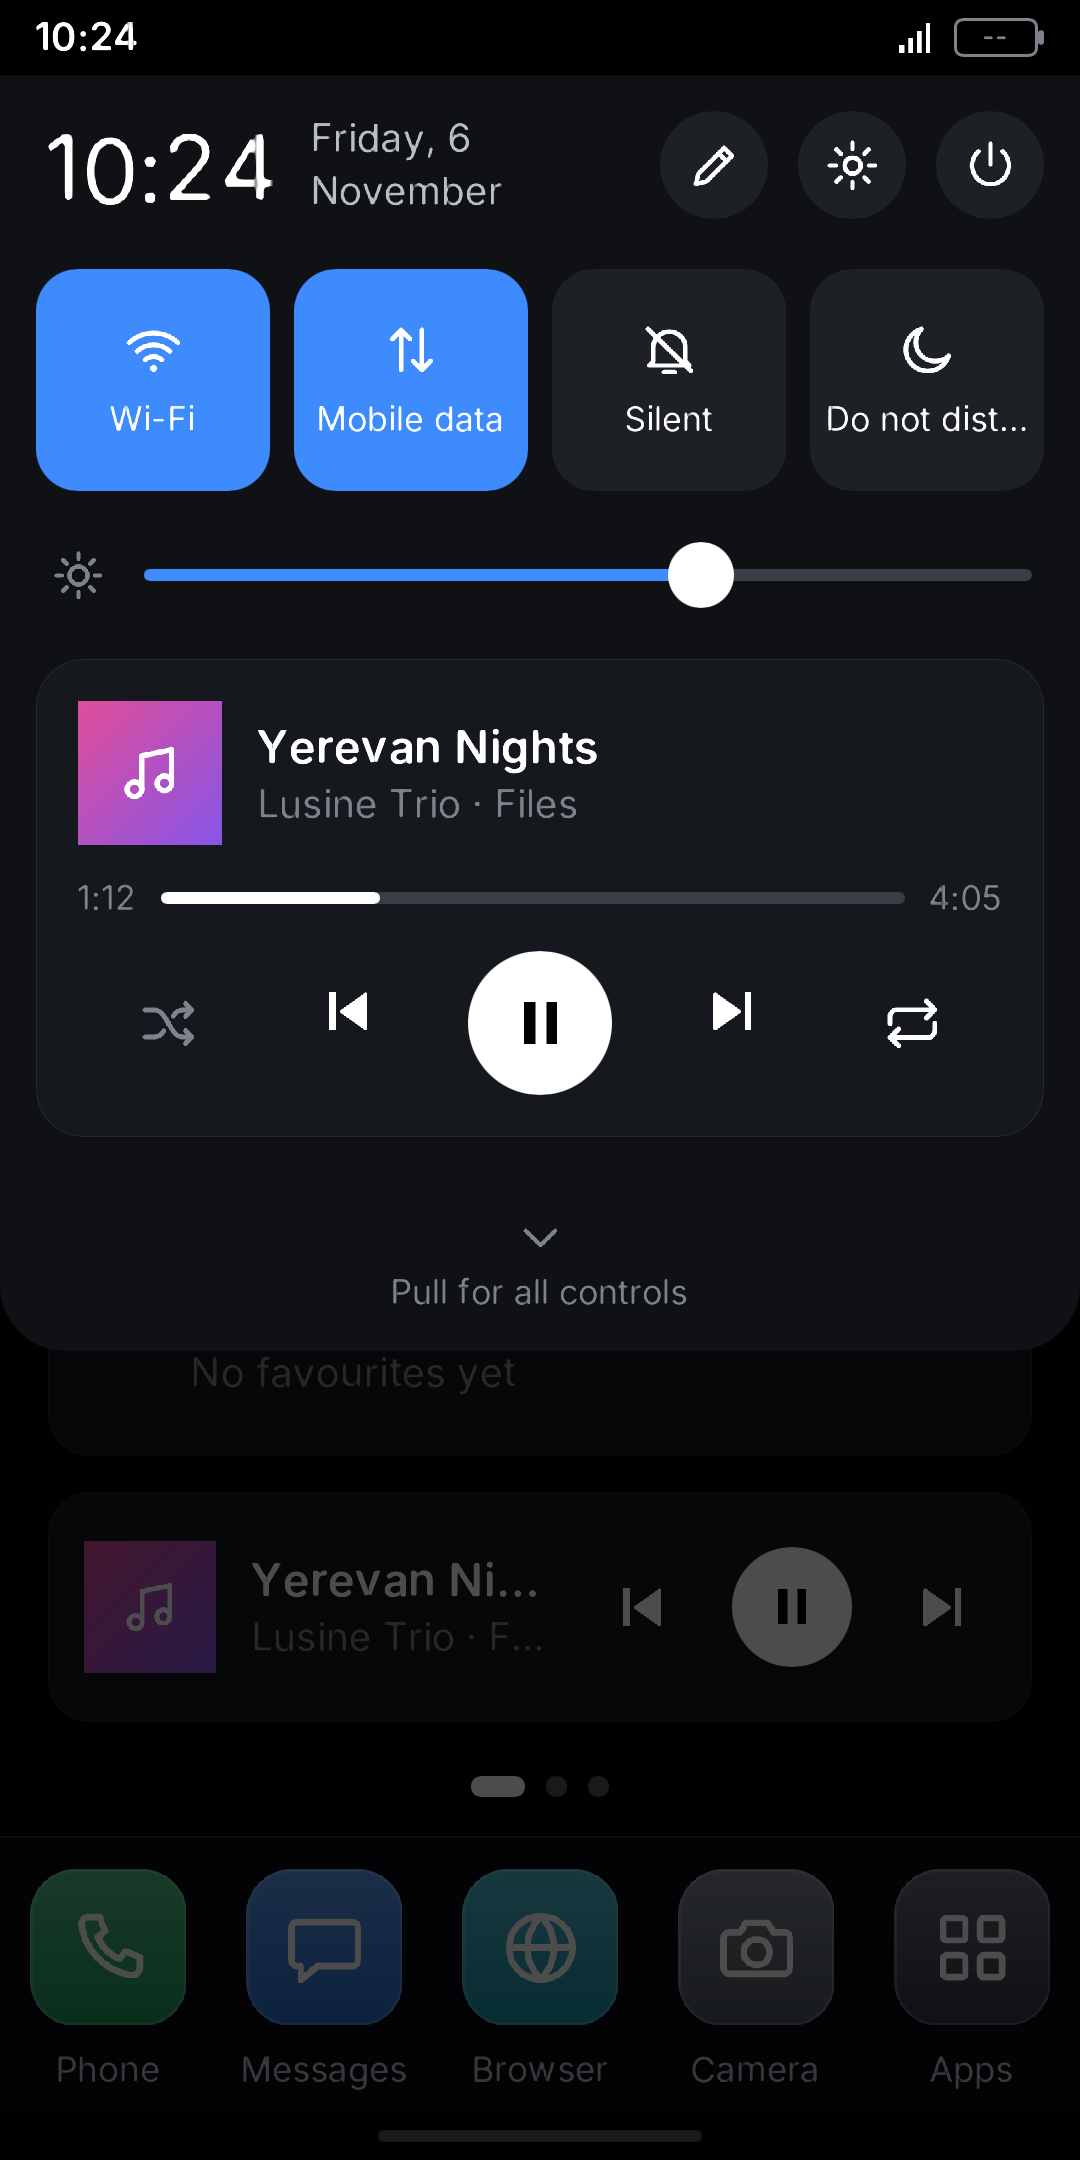 10:24
--
10:24
Friday, 6
November
Wi-Fi
Mobile data
Silent
Do not dist...
Yerevan Nights
Lusine Trio · Files
1:12
4:05
Pull for all controls
No favourites yet
Yerevan Ni...
Lusine Trio · F...
Phone
Messages
Browser
Camera
Apps